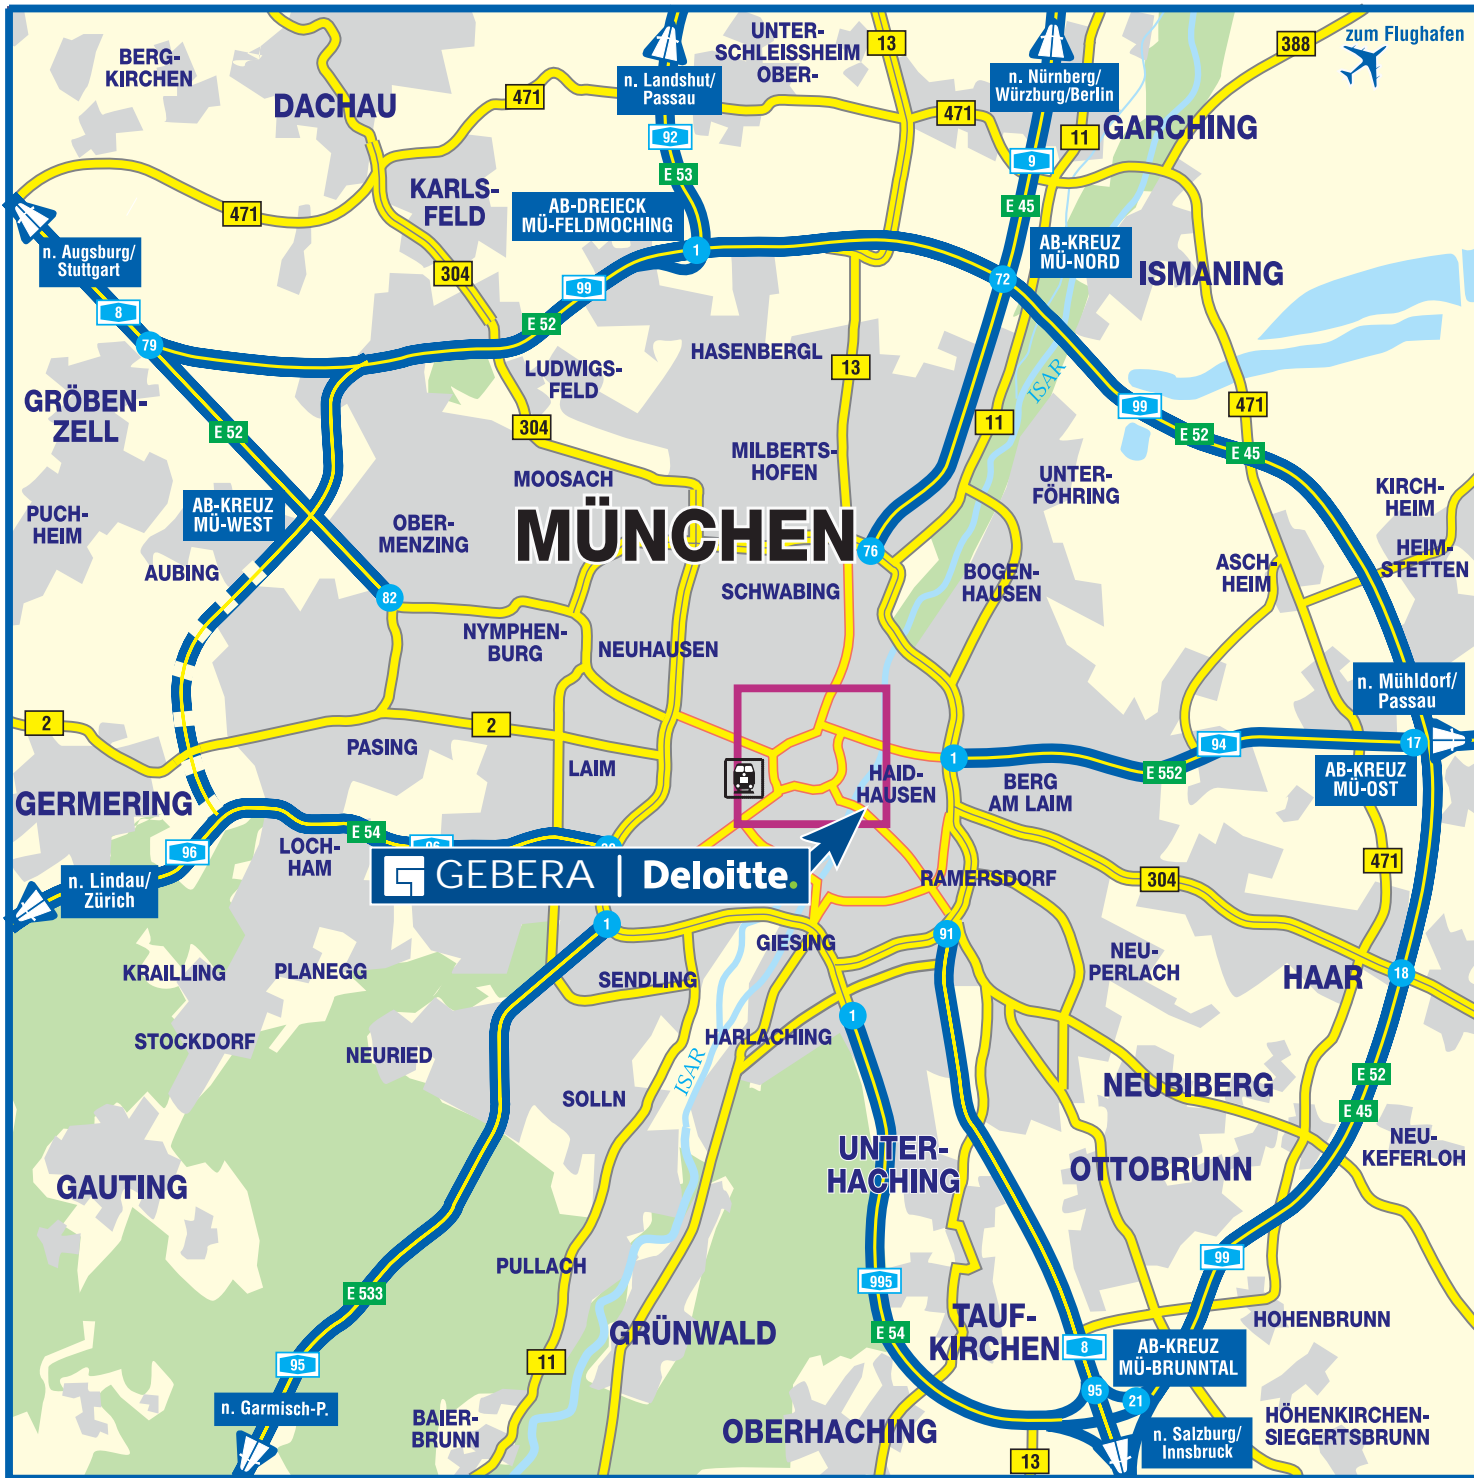 zum Flughafen
388
13
UNTER-
SCHLEISSHEIM
OBER-
BERG-
KIRCHEN
n. Landshut/
Passau
n. Nürnberg/
Würzburg/Berlin
DACHAU
471
471
11
GARCHING
92
9
E 53
E 45
KARLS-
FELD
471
AB-DREIECK
MÜ-FELDMOCHING
AB-KREUZ
MÜ-NORD
n. Augsburg/
Stuttgart
1
304
99
72
ISMANING
8
E 52
79
HASENBERGL
13
LUDWIGS-
FELD
ISAR
GRÖBEN-
ZELL
99
471
11
E 52
304
E 52
E 45
MILBERTS-
HOFEN
MOOSACH
UNTER-
FÖHRING
KIRCH-
HEIM
AB-KREUZ
MÜ-WEST
PUCH-
HEIM
OBER-
MENZING
MÜNCHEN
76
HEIM-
STETTEN
AUBING
ASCH-
HEIM
BOGEN-
HAUSEN
SCHWABING
82
NYMPHEN-
BURG
NEUHAUSEN
n. Mühldorf/
Passau
2
2
PASING
94
17
1
E 552
LAIM
HAID-
HAUSEN
BERG
AM LAIM
AB-KREUZ
MÜ-OST
GERMERING
E 54
96
LOCH-
HAM
471
GEBERA | Deloitte.
n. Lindau/
Zürich
RAMERSDORF
304
1
91
GIESING
KRAILLING
PLANEGG
SENDLING
NEU-
PERLACH
HAAR
18
1
STOCKDORF
NEURIED
HARLACHING
ISAR
E 52
NEUBIBERG
SOLLN
E 45
NEU-
KEFERLOH
UNTER-
HACHING
OTTOBRUNN
GAUTING
PULLACH
99
995
E 533
HOHENBRUNN
GRÜNWALD
E 54
TAUF-
KIRCHEN
8
AB-KREUZ
MÜ-BRUNNTAL
11
95
95
21
n. Garmisch-P.
BAIER-
BRUNN
OBERHACHING
HÖHENKIRCHEN-
SIEGERTSBRUNN
n. Salzburg/
Innsbruck
13